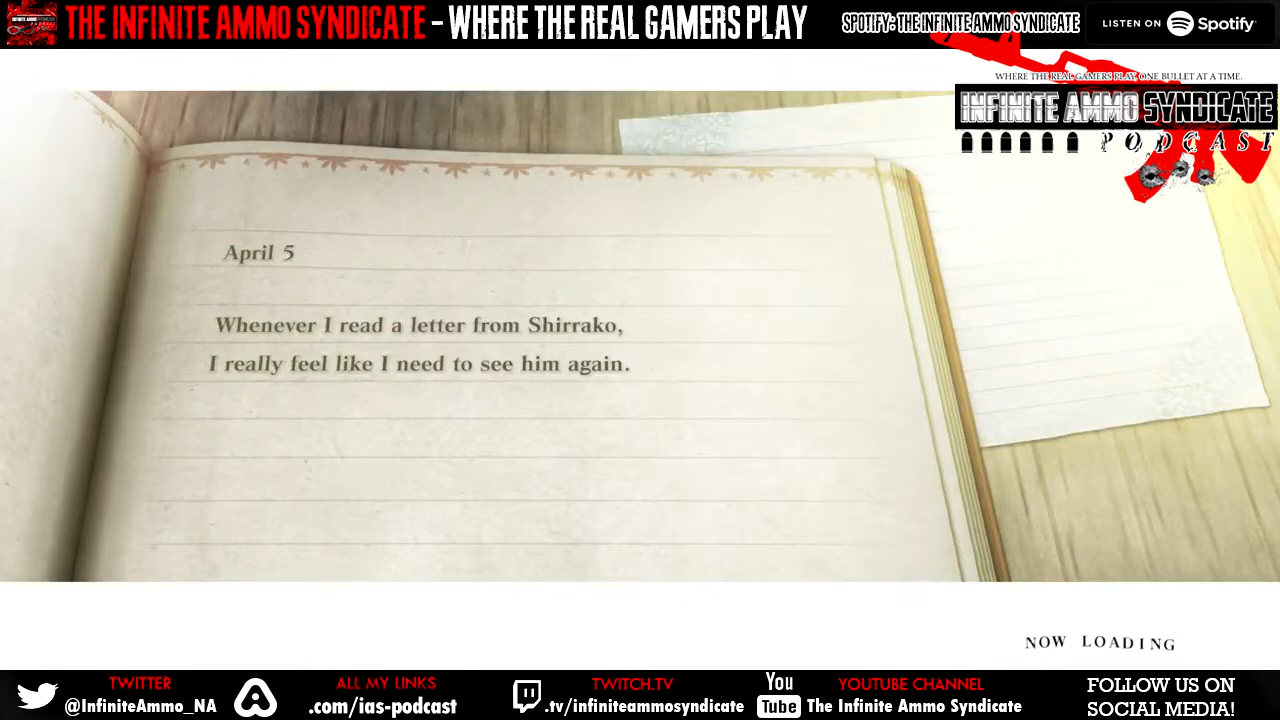 THE INFINITE AMMO SYNDICATE - WHERE THE REAL GAMERS PLAY
SPOTIFY: THE INFINITE AMMO SYNDICATE
LISTEN ON Spotify
WHERE THE REAL GAMERS PLAY, ONE BULLET AT A TIME.
INFINITE AMMO SYNDICATE
PODCAST
April 5
Whenever I read a letter from Shirrako,
I really feel like I need to see him again.
NOW LOADING
TWITTER
@InfiniteAmmo_NA
ALL MY LINKS
.com/ias-podcast
TWITCH.TV
.tv/infiniteammosyndicate
You Tube
YOUTUBE CHANNEL
The Infinite Ammo Syndicate
FOLLOW US ON
SOCIAL MEDIA!